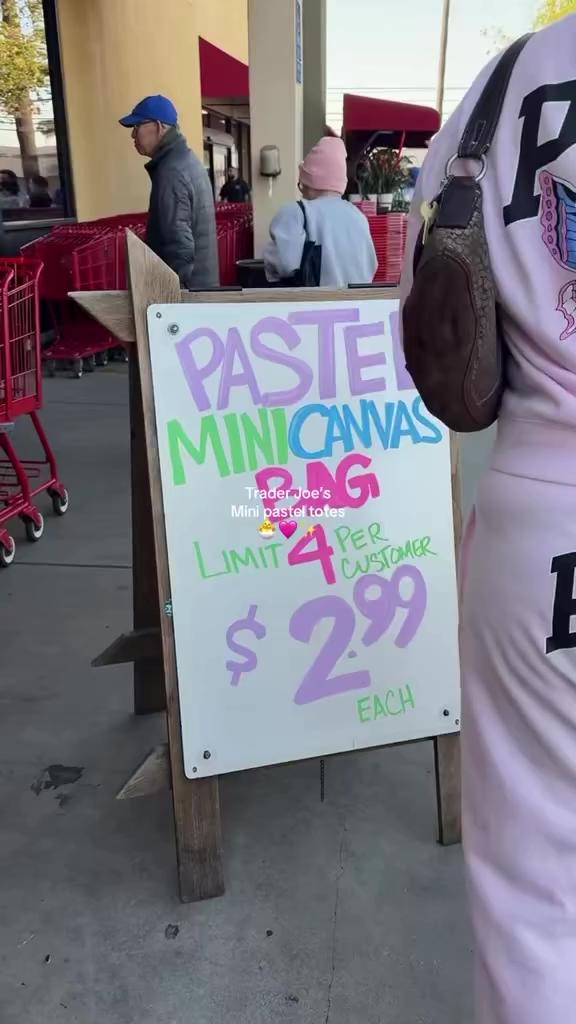 PASTEL
MINI CANVAS
BAG
Trader Joe's
Mini pastel totes
🐣💗✨
LIMIT 4 PER CUSTOMER
$2.99
EACH
P